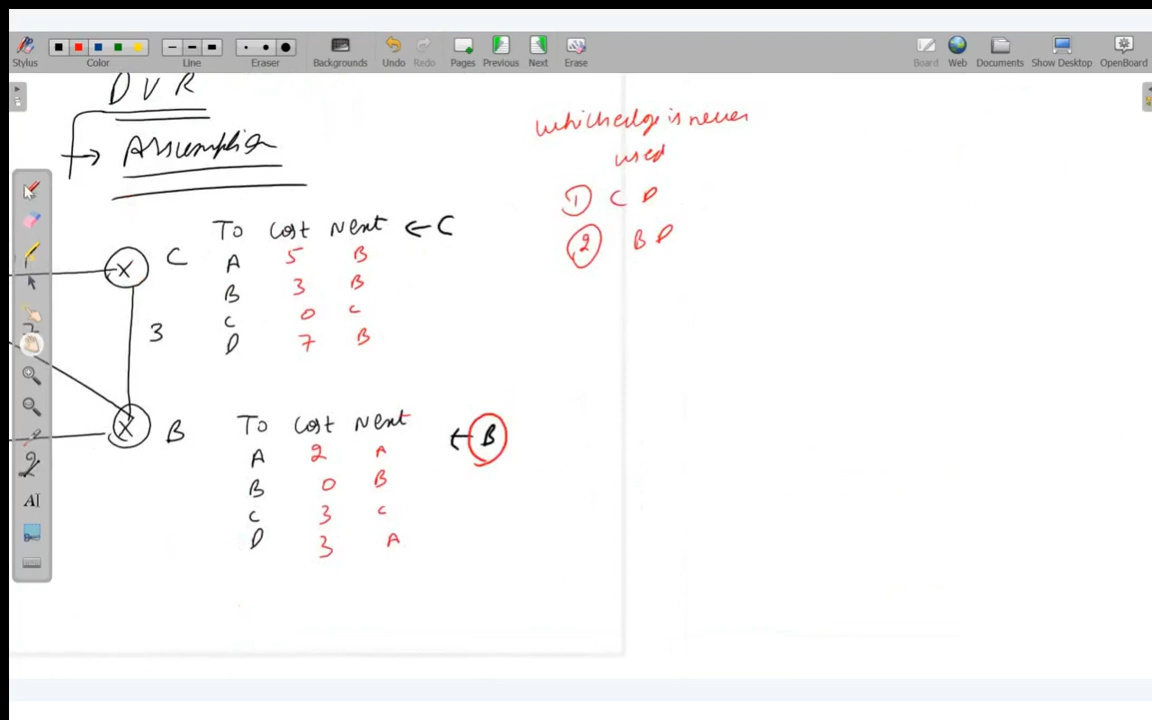 Stylus Color Line Eraser Backgrounds Undo Redo Pages Previous Next Erase Board Web Documents Show Desktop OpenBoard
DVR
→ Assumption
which edge is never
used
① C D
② B D
C
To Cost Next ← C
A 5 B
B 3 B
C 0 C
D 7 B
3
B
To Cost Next
← B
A 2 A
B 0 B
C 3 C
D 3 A